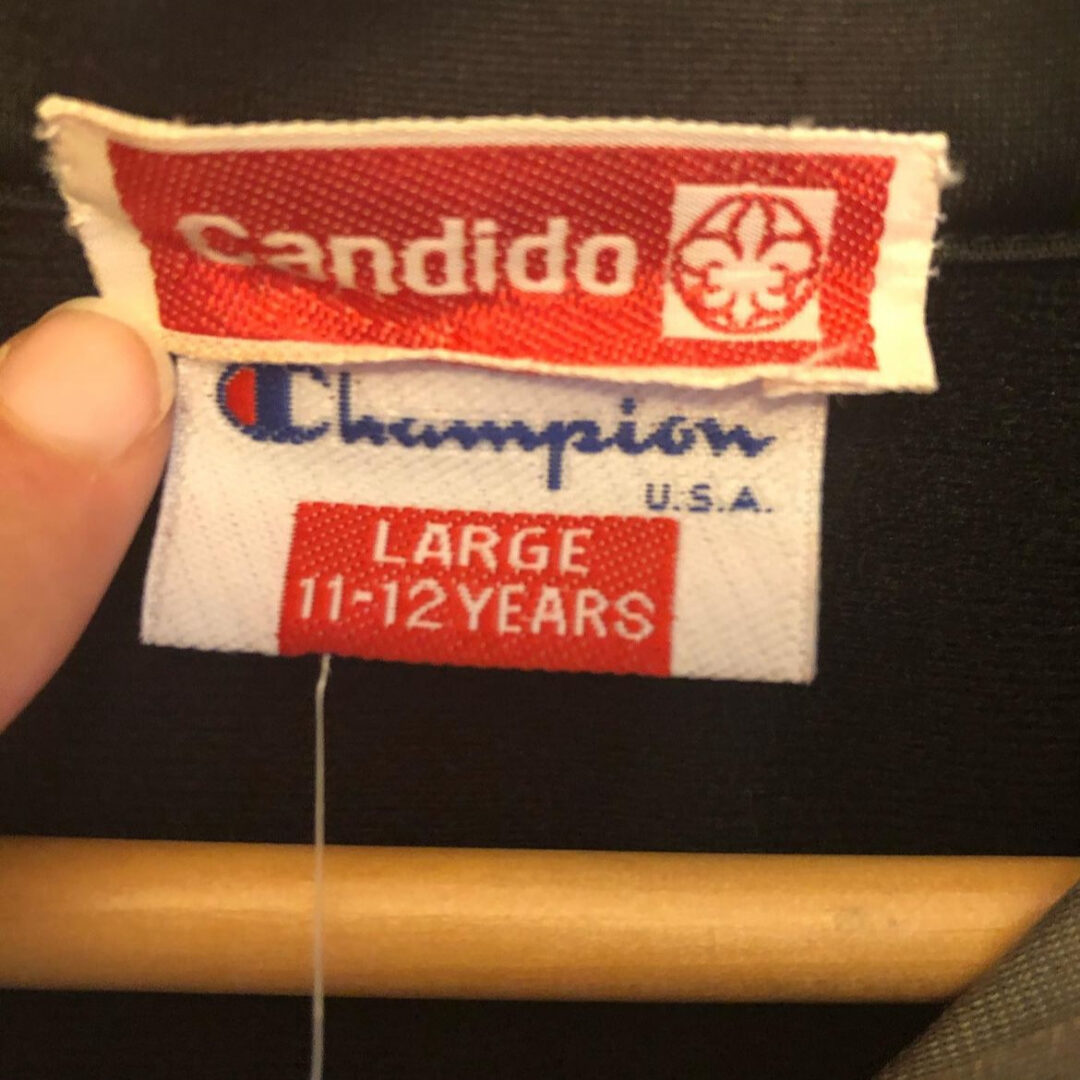 Candido
Champion
U.S.A.
LARGE
11-12 YEARS